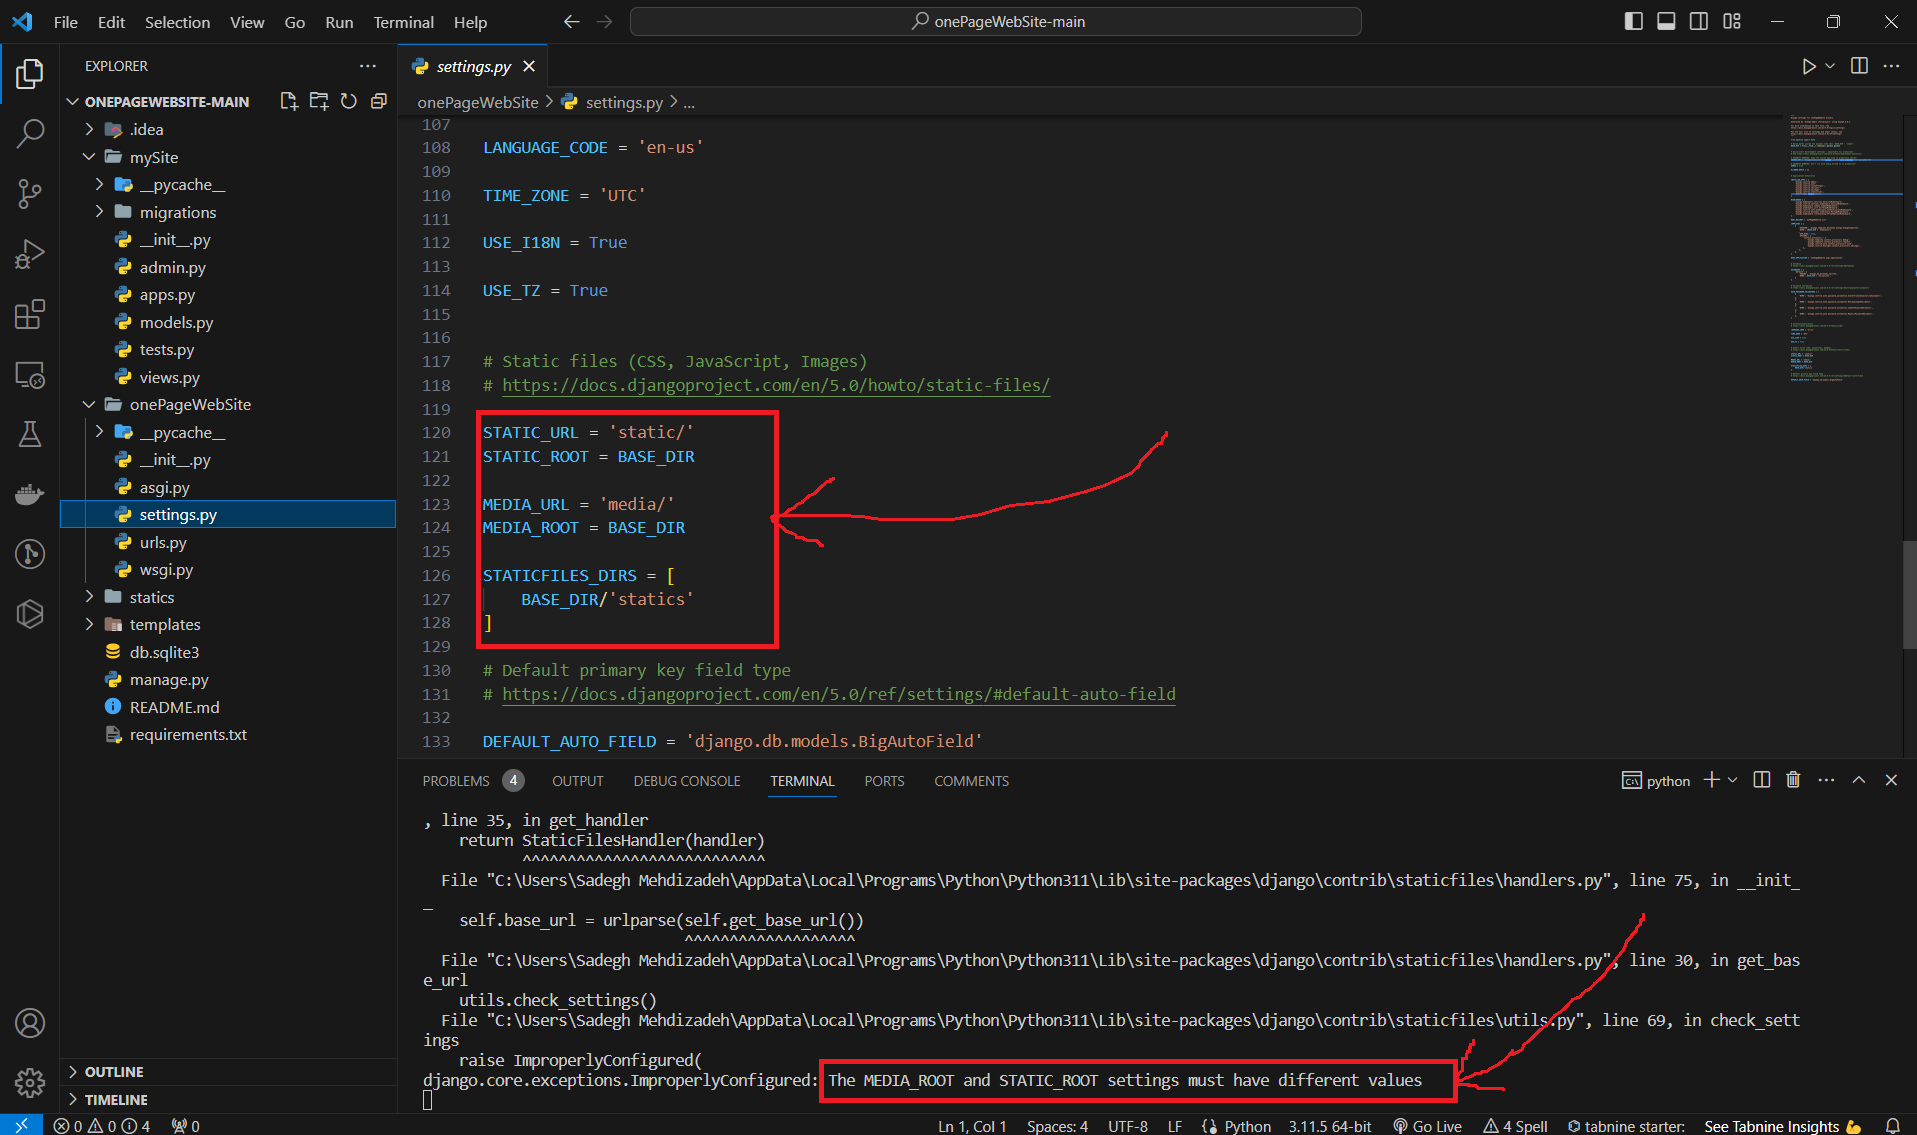 File Edit Selection View Go Run Terminal Help
onePageWebSite-main
EXPLORER
ONEPAGEWEBSITE-MAIN
.idea
mySite
__pycache__
migrations
__init__.py
admin.py
apps.py
models.py
tests.py
views.py
onePageWebSite
__pycache__
__init__.py
asgi.py
settings.py
urls.py
wsgi.py
statics
templates
db.sqlite3
manage.py
README.md
requirements.txt
OUTLINE
TIMELINE
settings.py
onePageWebSite > settings.py > ...
107
108 LANGUAGE_CODE = 'en-us'
109
110 TIME_ZONE = 'UTC'
111
112 USE_I18N = True
113
114 USE_TZ = True
115
116
117 # Static files (CSS, JavaScript, Images)
118 # https://docs.djangoproject.com/en/5.0/howto/static-files/
119
120 STATIC_URL = 'static/'
121 STATIC_ROOT = BASE_DIR
122
123 MEDIA_URL = 'media/'
124 MEDIA_ROOT = BASE_DIR
125
126 STATICFILES_DIRS = [
127 BASE_DIR/'statics'
128 ]
129
130 # Default primary key field type
131 # https://docs.djangoproject.com/en/5.0/ref/settings/#default-auto-field
132
133 DEFAULT_AUTO_FIELD = 'django.db.models.BigAutoField'
PROBLEMS 4 OUTPUT DEBUG CONSOLE TERMINAL PORTS COMMENTS
python
, line 35, in get_handler
return StaticFilesHandler(handler)
^^^^^^^^^^^^^^^^^^^^^^^^^^^
File "C:\Users\Sadegh Mehdizadeh\AppData\Local\Programs\Python\Python311\Lib\site-packages\django\contrib\staticfiles\handlers.py", line 75, in __init_
_
self.base_url = urlparse(self.get_base_url())
^^^^^^^^^^^^^^^^^^^
File "C:\Users\Sadegh Mehdizadeh\AppData\Local\Programs\Python\Python311\Lib\site-packages\django\contrib\staticfiles\handlers.py", line 30, in get_bas
e_url
utils.check_settings()
File "C:\Users\Sadegh Mehdizadeh\AppData\Local\Programs\Python\Python311\Lib\site-packages\django\contrib\staticfiles\utils.py", line 69, in check_sett
ings
raise ImproperlyConfigured(
django.core.exceptions.ImproperlyConfigured: The MEDIA_ROOT and STATIC_ROOT settings must have different values
0 0 4 0 Ln 1, Col 1 Spaces: 4 UTF-8 LF Python 3.11.5 64-bit Go Live 4 Spell tabnine starter: See Tabnine Insights